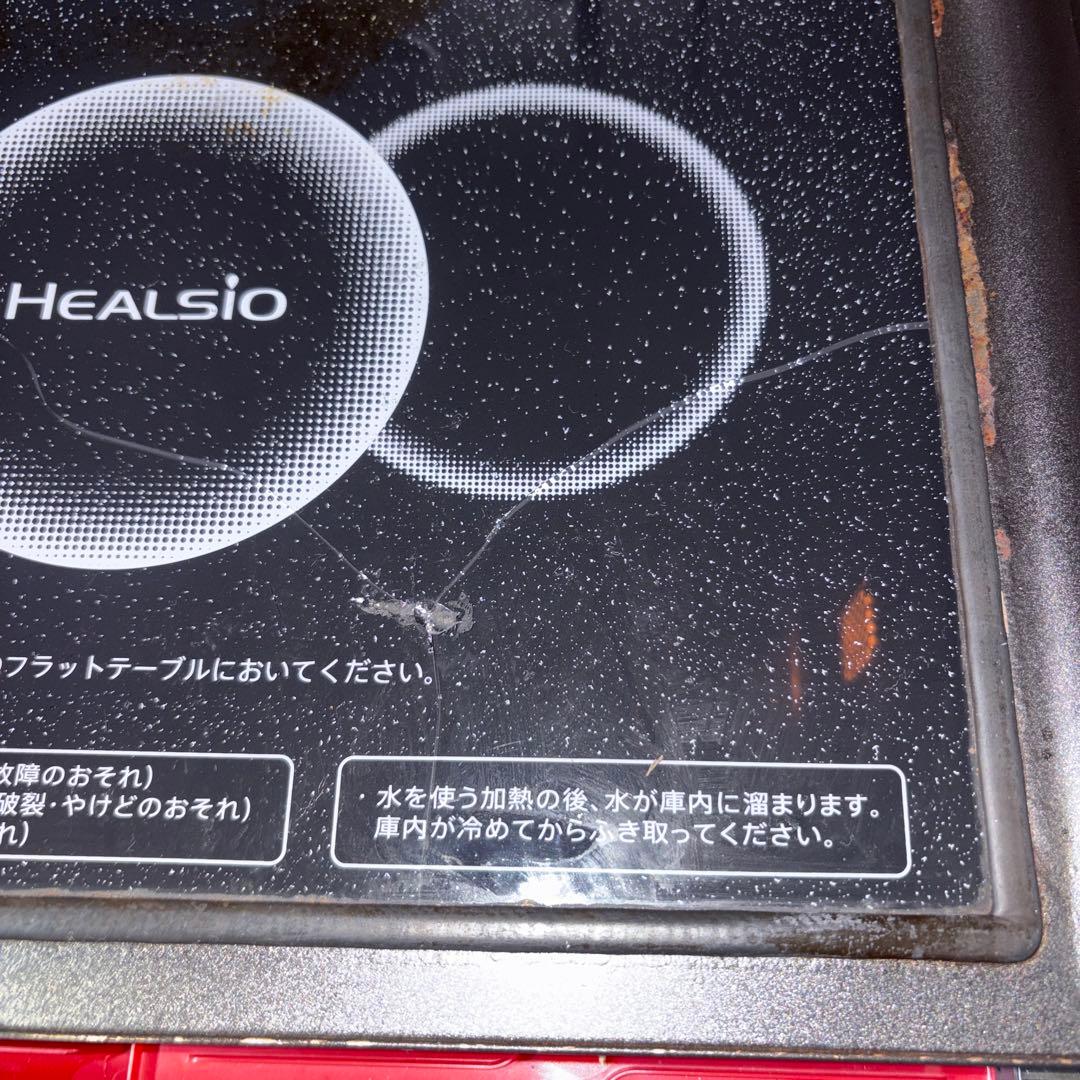 HEALSiO
フラットテーブルにおいてください。
故障のおそれ)
破裂・やけどのおそれ)
れ)
・水を使う加熱の後、水が庫内に溜まります。
庫内が冷めてからふき取ってください。